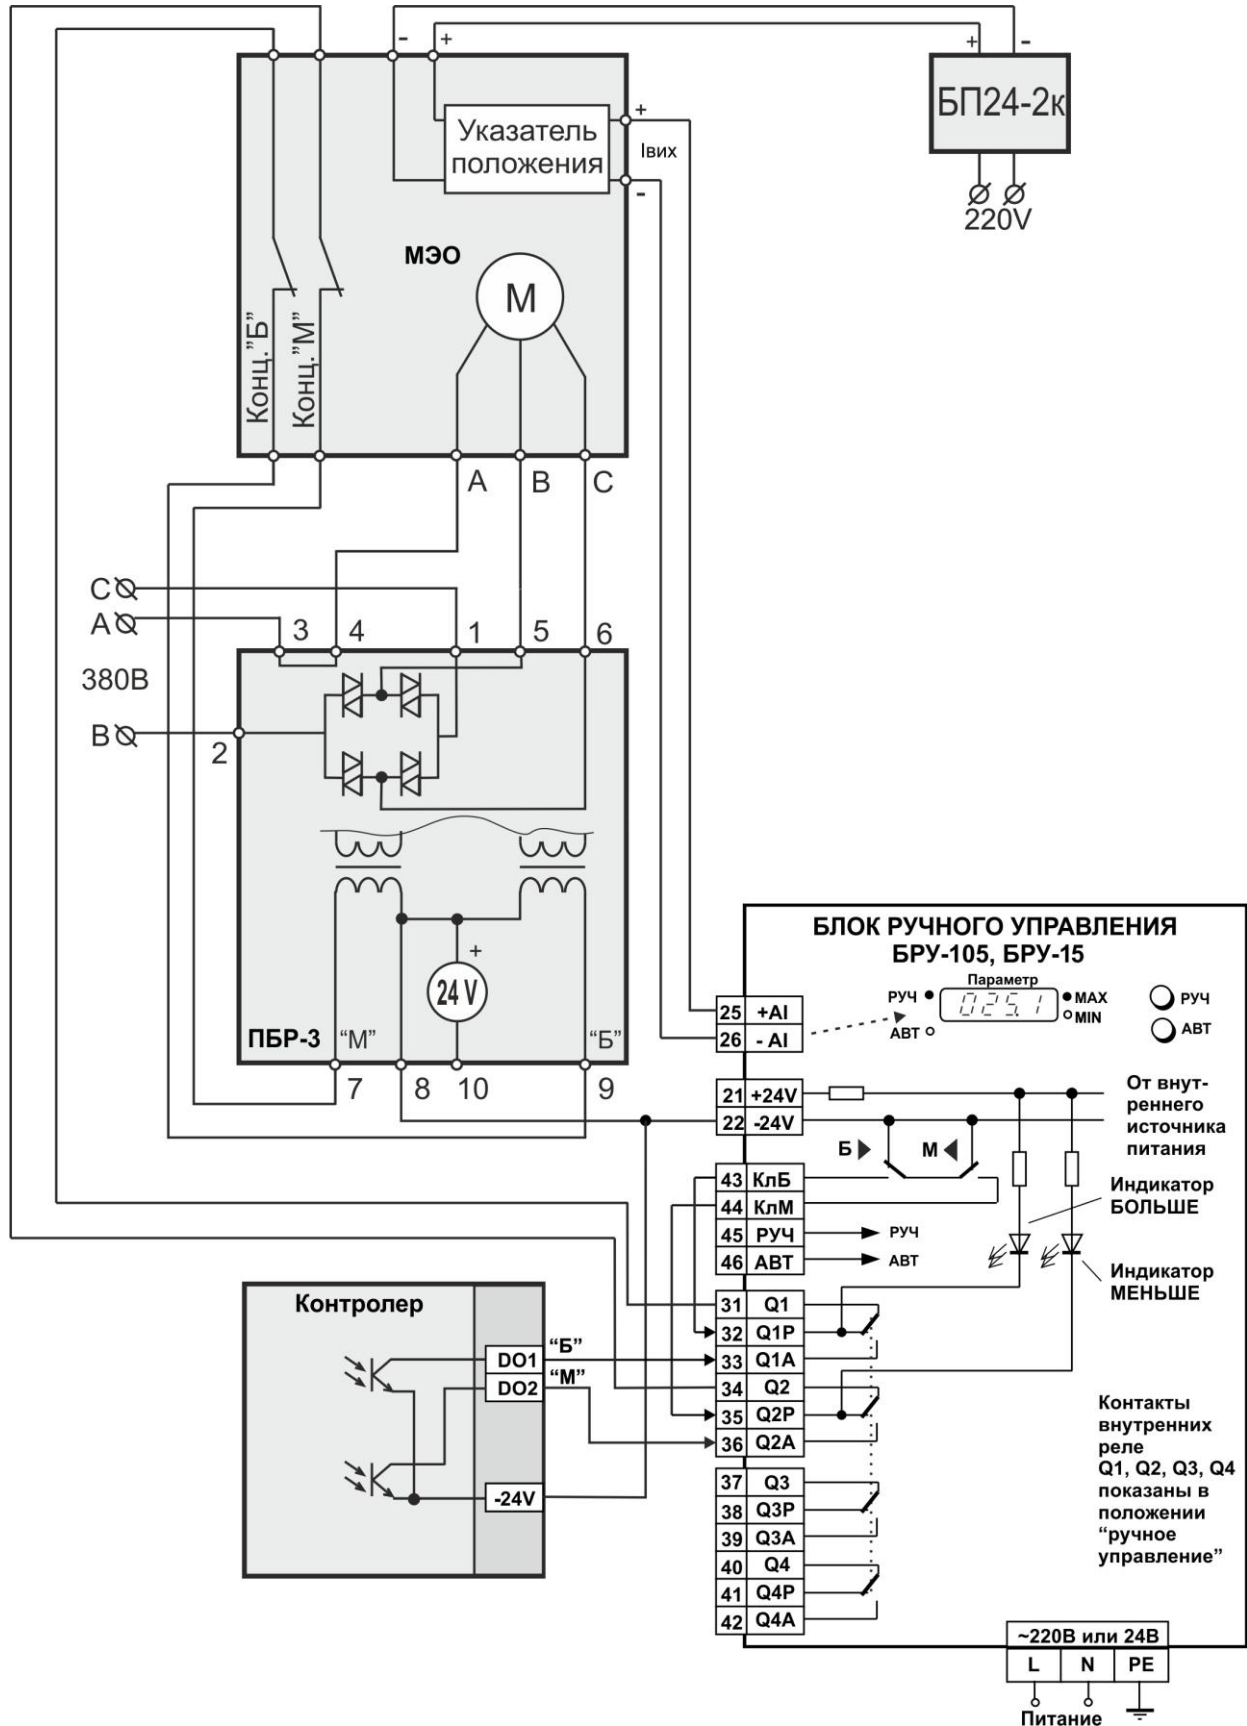 - + + -
БП24-2к
220V
Указатель
положения
+
Iвих
-
МЭО
М
Конц."Б"
Конц."М"
A B C
C
A
380В
B
3 4 1 5 6
2
+
24 V
ПБР-3 "М" "Б"
7 8 10 9
БЛОК РУЧНОГО УПРАВЛЕНИЯ
БРУ-105, БРУ-15
Параметр
РУЧ 025.1 MAX
АВТ MIN
РУЧ
АВТ
25 +AI
26 - AI
21 +24V
22 -24V
От внут-
реннего
источника
питания
Б М
43 КлБ
44 КлМ
45 РУЧ РУЧ
46 АВТ АВТ
Индикатор
БОЛЬШЕ
Индикатор
МЕНЬШЕ
31 Q1
32 Q1P
33 Q1A
34 Q2
35 Q2P
36 Q2A
37 Q3
38 Q3P
39 Q3A
40 Q4
41 Q4P
42 Q4A
Контакты
внутренних
реле
Q1, Q2, Q3, Q4
показаны в
положении
"ручное
управление"
Контролер
DO1 "Б"
DO2 "М"
-24V
~220В или 24В
L N PE
Питание